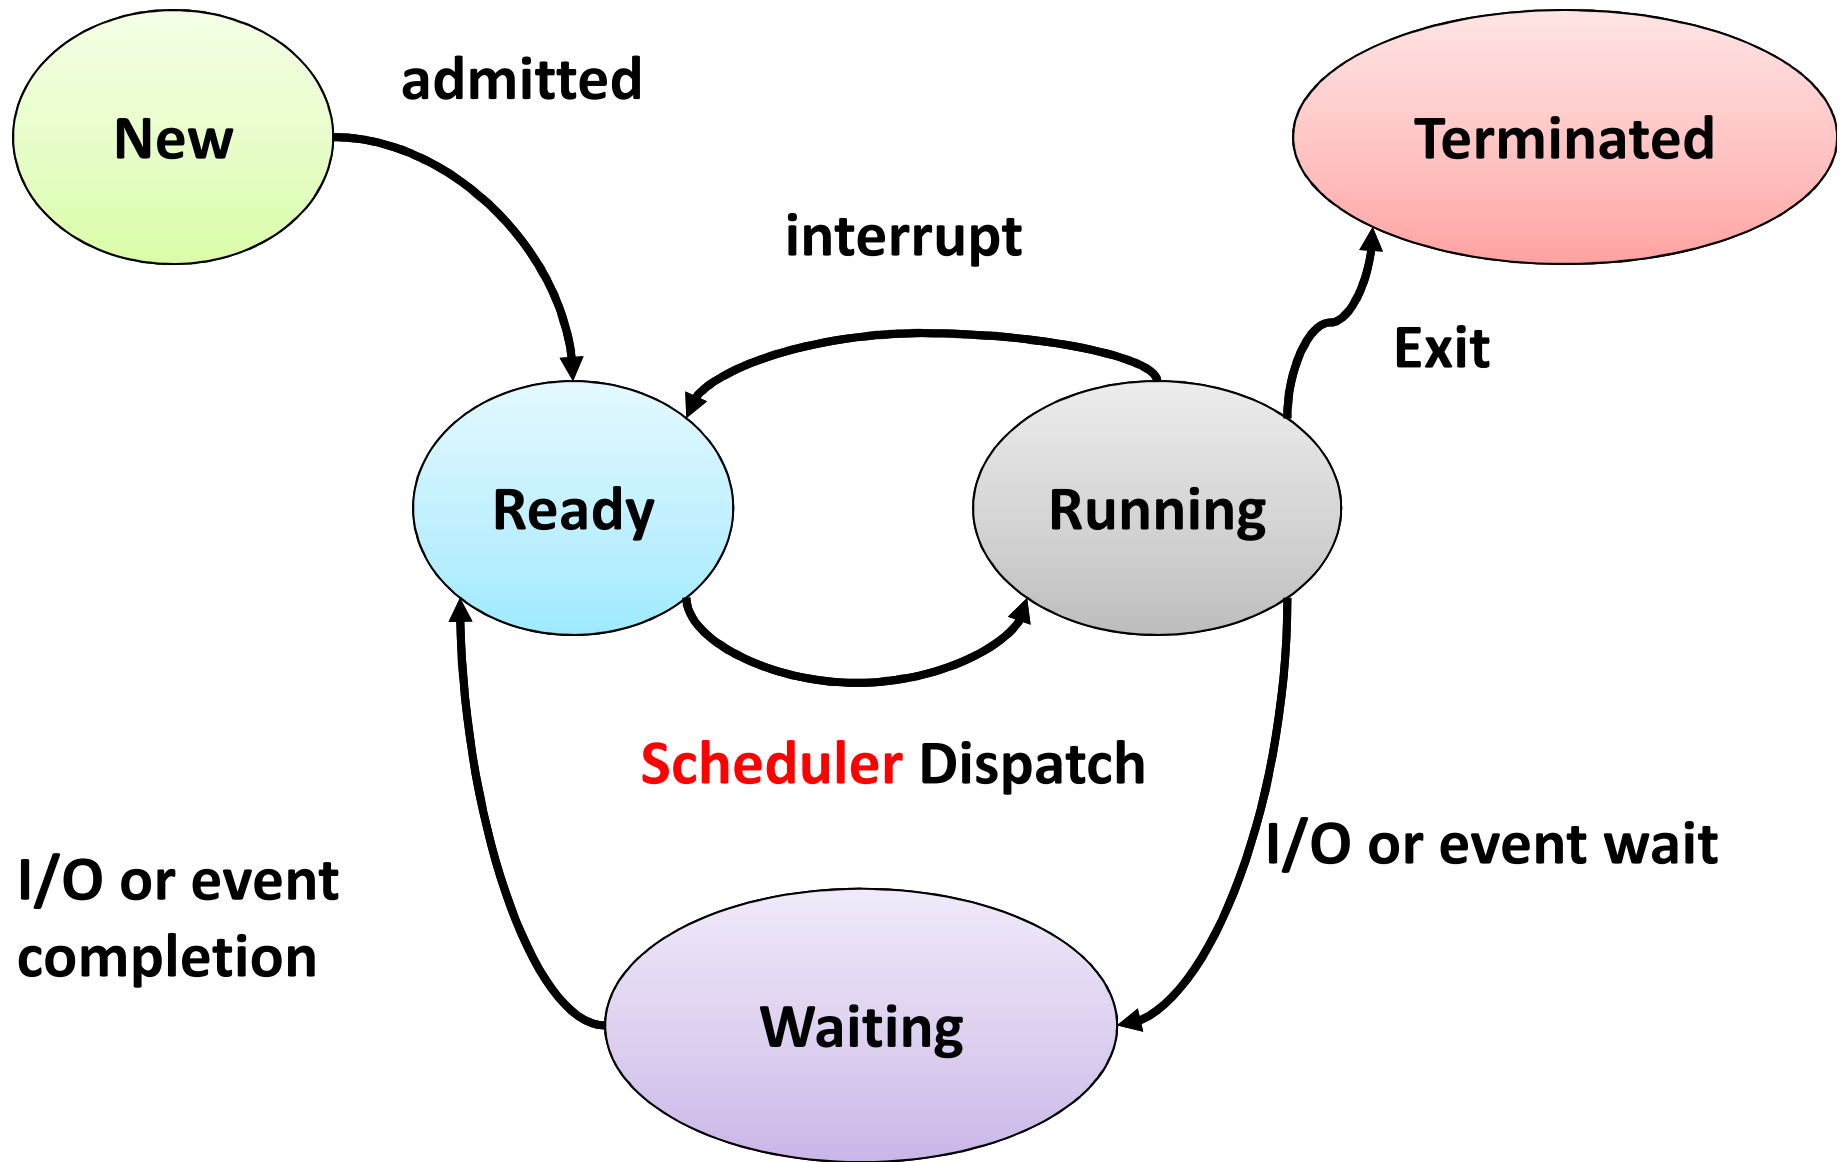 New
admitted
Terminated
interrupt
Exit
Ready
Running
Scheduler Dispatch
I/O or event wait
I/O or event
completion
Waiting